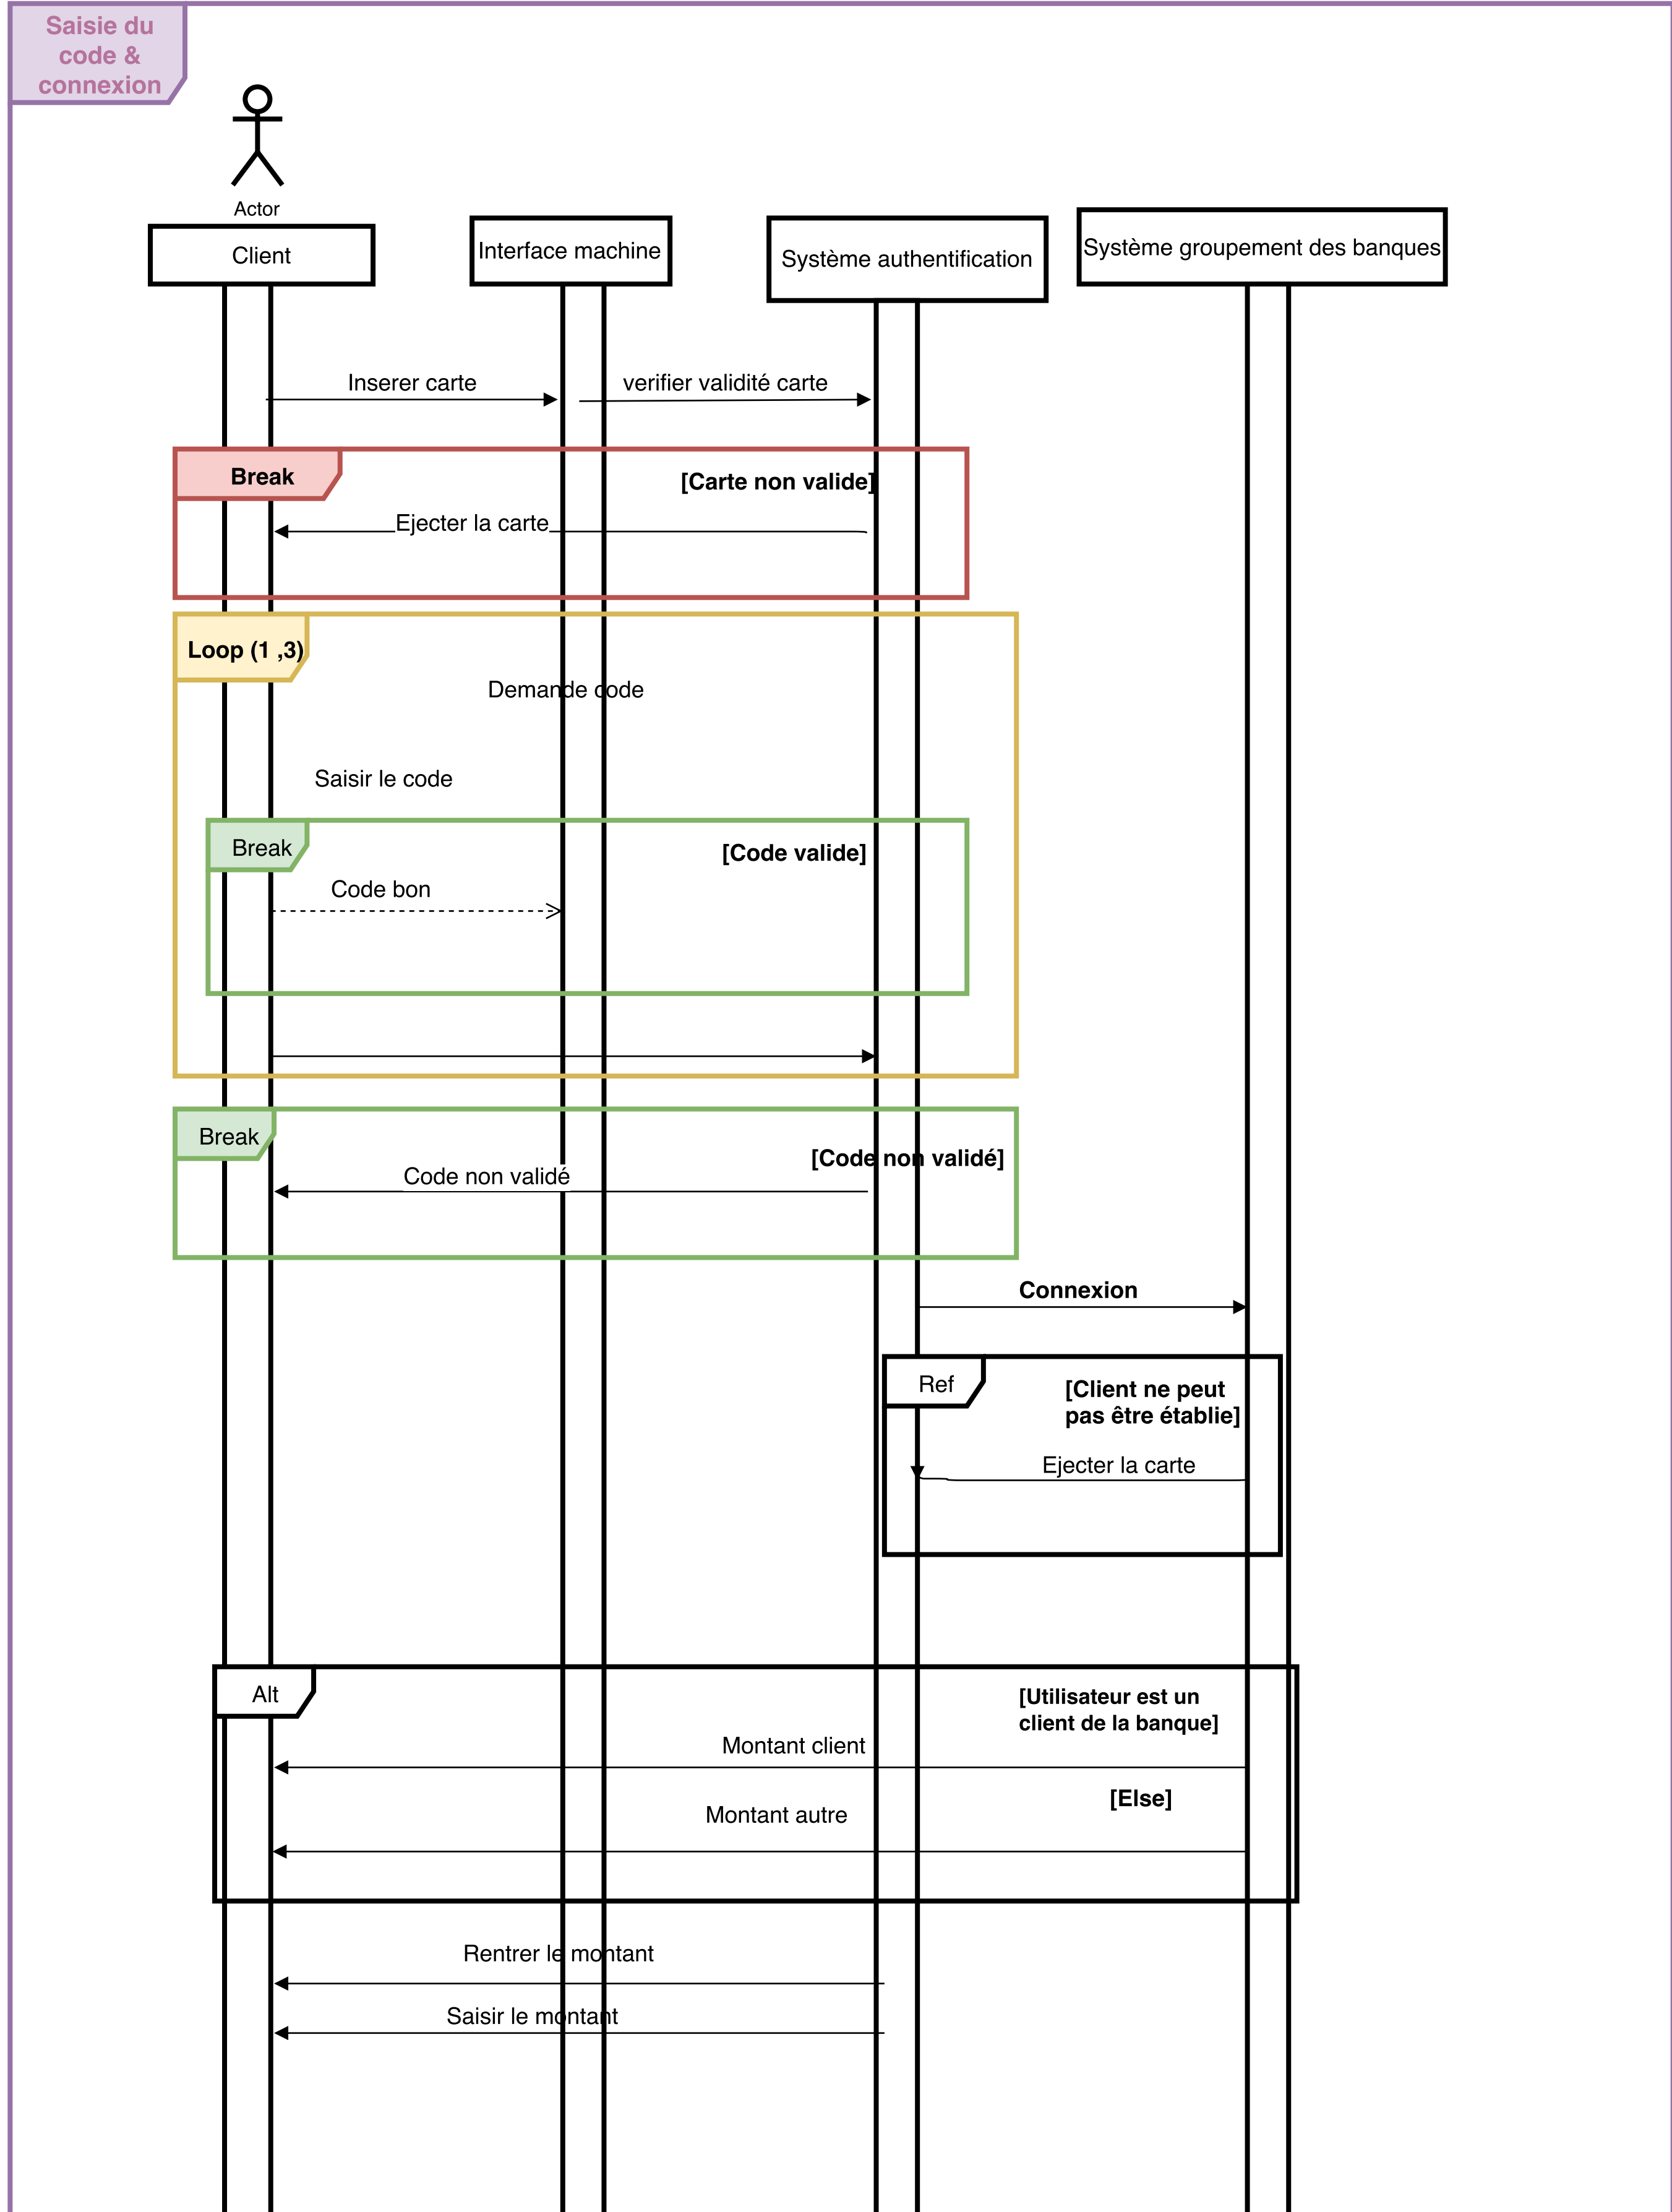 Saisie du
code &
connexion
Actor
Client
Interface machine
Système authentification
Système groupement des banques
Inserer carte
verifier validité carte
Break
[Carte non valide]
Ejecter la carte
Loop (1 ,3)
Demande code
Saisir le code
Break
[Code valide]
Code bon
Break
[Code non validé]
Code non validé
Connexion
Ref
[Client ne peut
pas être établie]
Ejecter la carte
Alt
[Utilisateur est un
client de la banque]
Montant client
[Else]
Montant autre
Rentrer le montant
Saisir le montant